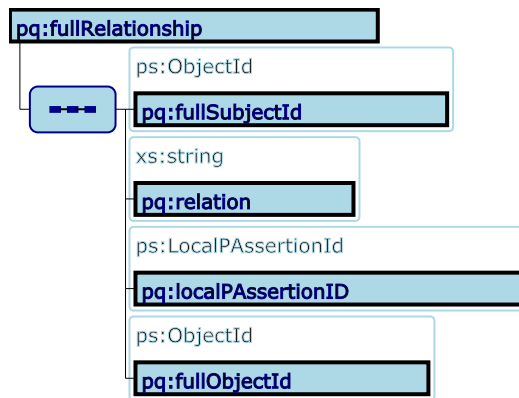 pq:fullRelationship
ps:ObjectId
pq:fullSubjectId
xs:string
pq:relation
ps:LocalPAssertionId
pq:localPAssertionID
ps:ObjectId
pq:fullObjectId